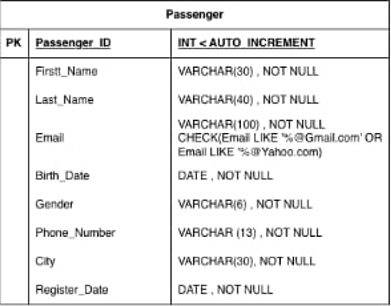 Passenger
PK Passenger_ID INT < AUTO_INCREMENT
Firstt_Name VARCHAR(30) , NOT NULL
Last_Name VARCHAR(40) , NOT NULL
Email VARCHAR(100) , NOT NULL
CHECK(Email LIKE '%@Gmail.com' OR
Email LIKE '%@Yahoo.com)
Birth_Date DATE , NOT NULL
Gender VARCHAR(6) , NOT NULL
Phone_Number VARCHAR (13) , NOT NULL
City VARCHAR(30), NOT NULL
Register_Date DATE , NOT NULL